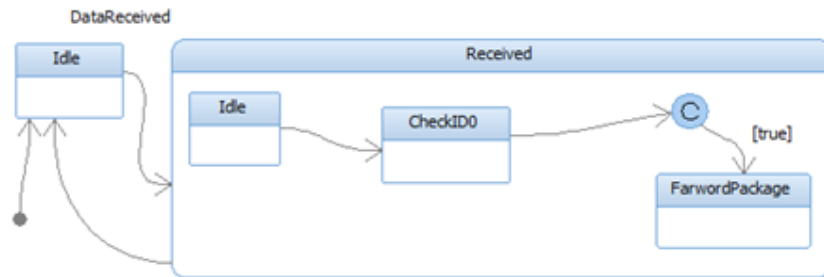 DataReceived
Idle
Received
Idle
CheckID0
C
[true]
FarwordPackage